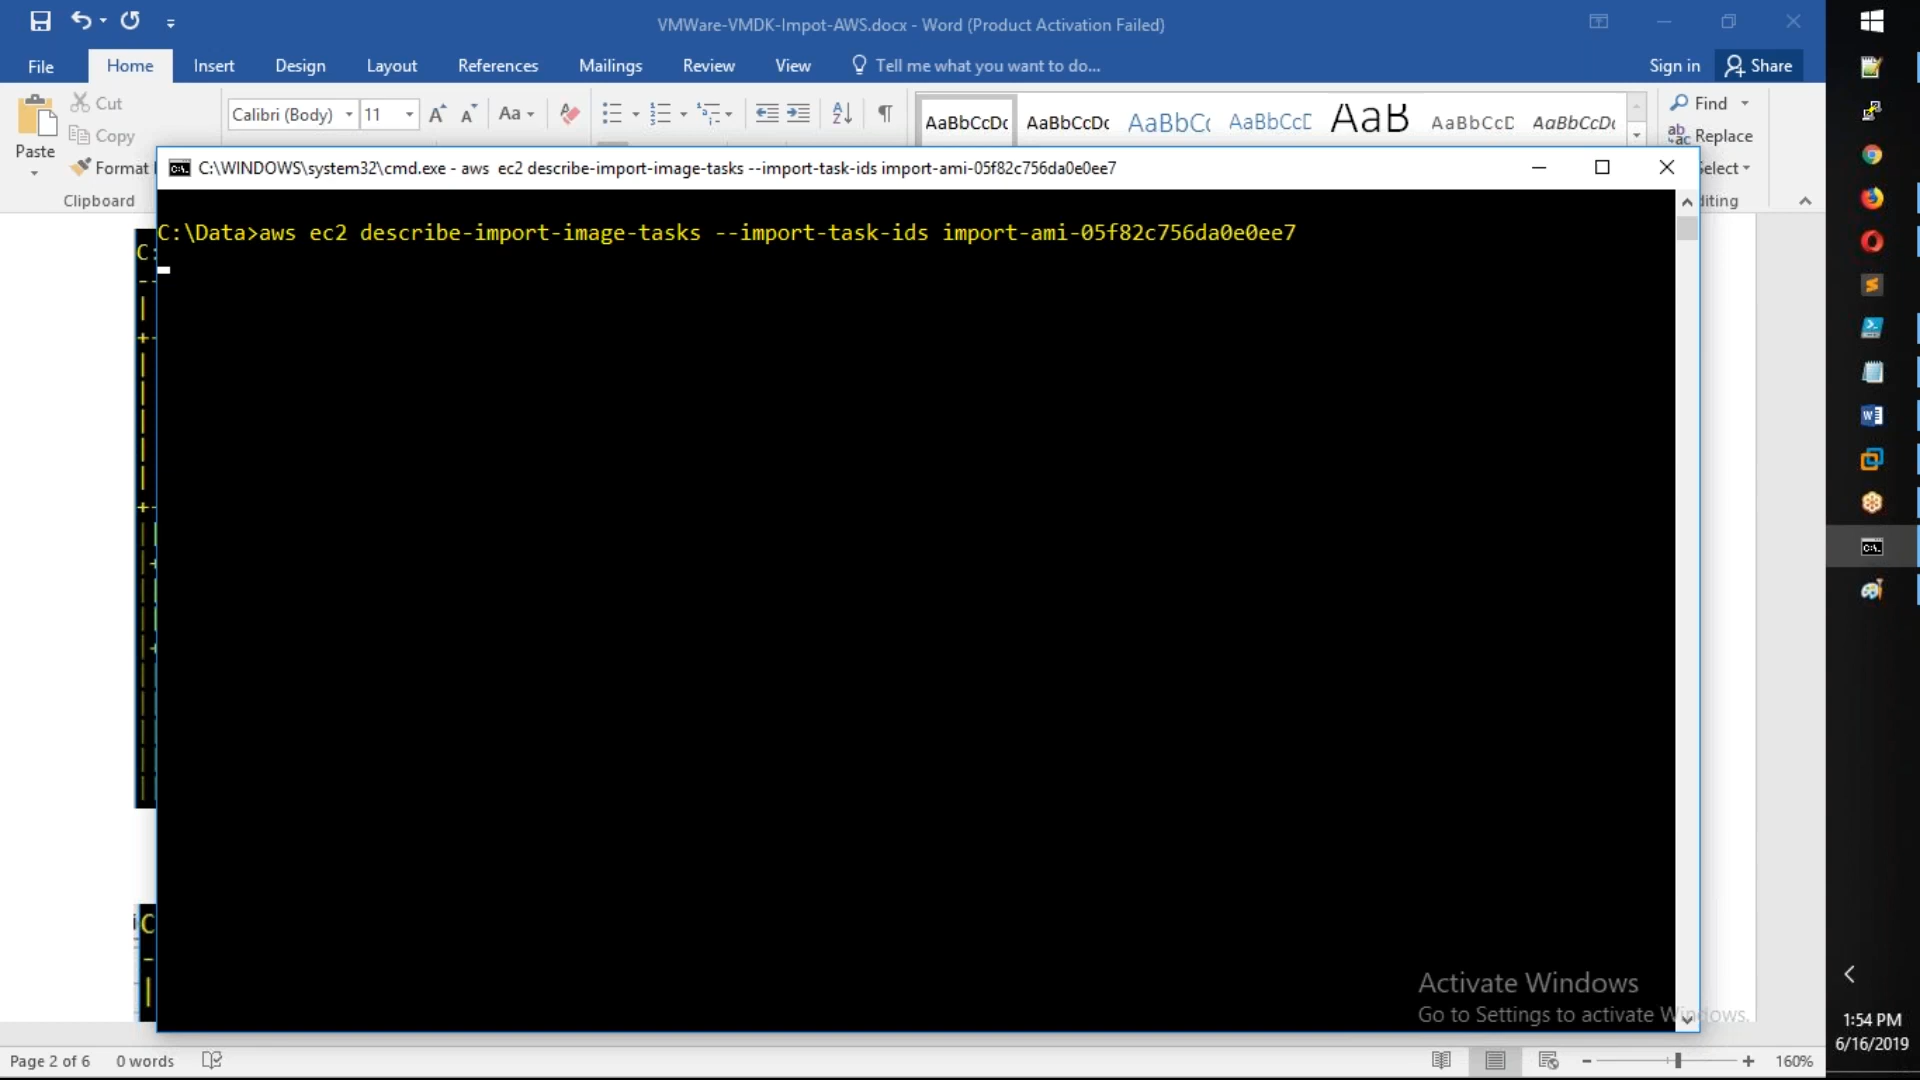 VMWare-VMDK-Impot-AWS.docx - Word (Product Activation Failed)
File Home Insert Design Layout References Mailings Review View Tell me what you want to do... Sign in Share
Cut
Copy
Paste
Format
Clipboard
Calibri (Body) 11
Aa
AaBbCcDc AaBbCcDc AaBbC AaBbCcD AaB AaBbCcD AaBbCcD
Find
Replace
Select
diting
C:\WINDOWS\system32\cmd.exe - aws  ec2 describe-import-image-tasks --import-task-ids import-ami-05f82c756da0e0ee7
C:\Data>aws ec2 describe-import-image-tasks --import-task-ids import-ami-05f82c756da0e0ee7
Activate Windows
Go to Settings to activate Windows.
Page 2 of 6 0 words
160%
1:54 PM
6/16/2019